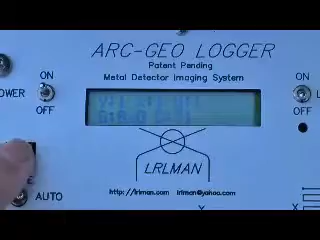 ARC-GEO LOGGER
Patent Pending
Metal Detector Imaging System
ON
OWER
OFF
ON
L
OFF
LRLMAN
http://lrlman.com lrlman@yahoo.com
E
AUTO
X